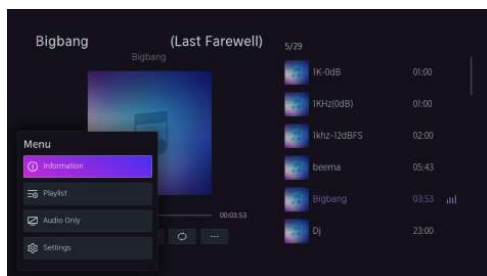 Bigbang (Last Farewell)
Bigbang
5/29
1K-0dB 01:00
1KHz(0dB) 01:00
1khz-12dBFS 02:00
beema 05:43
Bigbang 03:53
Dj 23:00
Menu
Information
Playlist
Audio Only
Settings
00:03:53